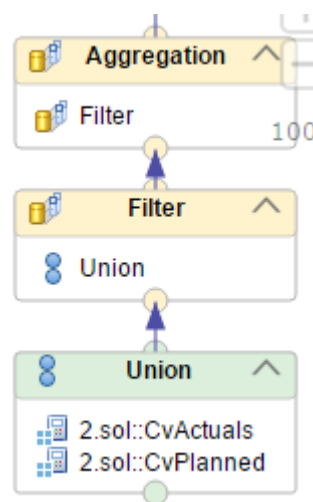 Aggregation
Filter
100
Filter
Union
Union
2.sol::CvActuals
2.sol::CvPlanned